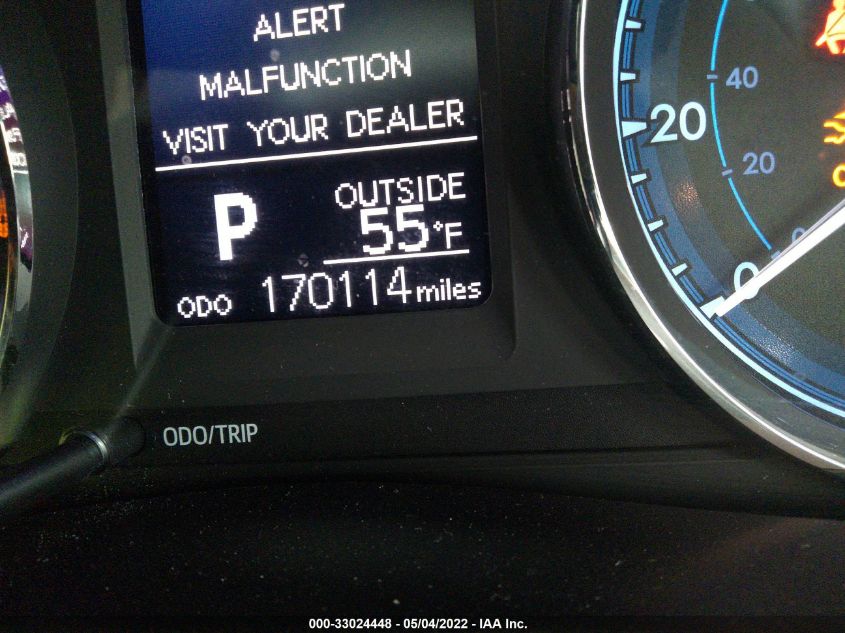 ALERT
MALFUNCTION
VISIT YOUR DEALER
P
OUTSIDE
55°F
ODO 170114 miles
ODO/TRIP
40
20
20
0
0
000-33024448 - 05/04/2022 - IAA Inc.